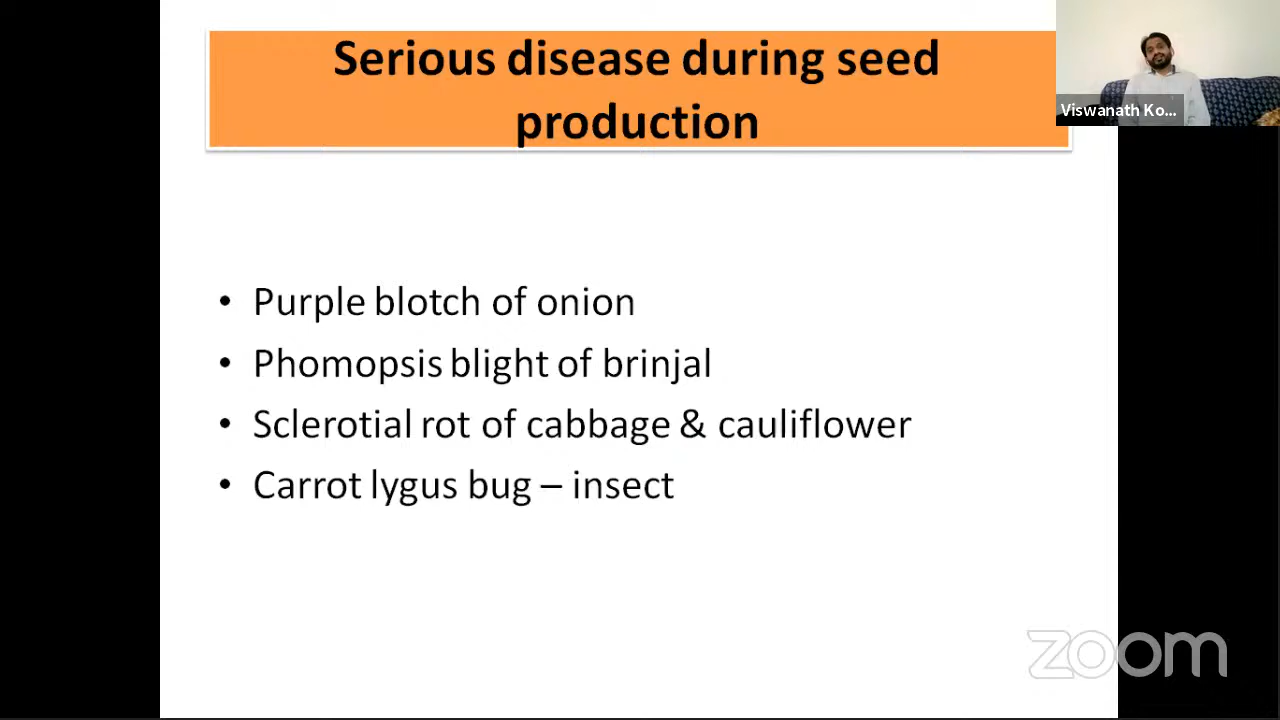 Serious disease during seed
production
Viswanath Ko...
• Purple blotch of onion
• Phomopsis blight of brinjal
• Sclerotial rot of cabbage & cauliflower
• Carrot lygus bug – insect
zoom